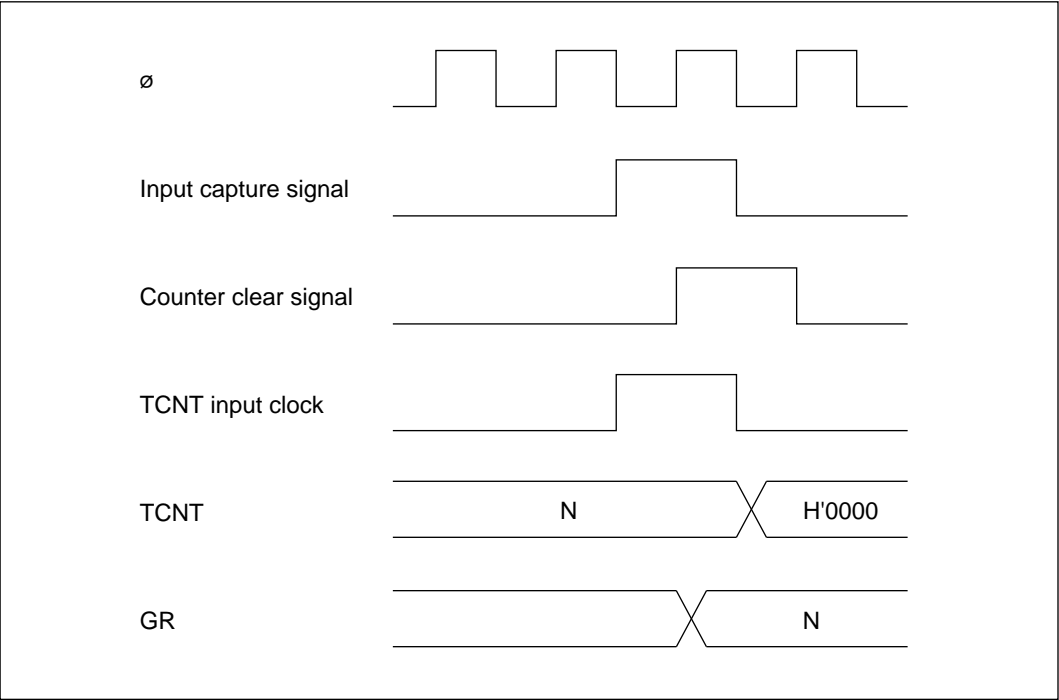 ø
Input capture signal
Counter clear signal
TCNT input clock
TCNT
N
H'0000
GR
N